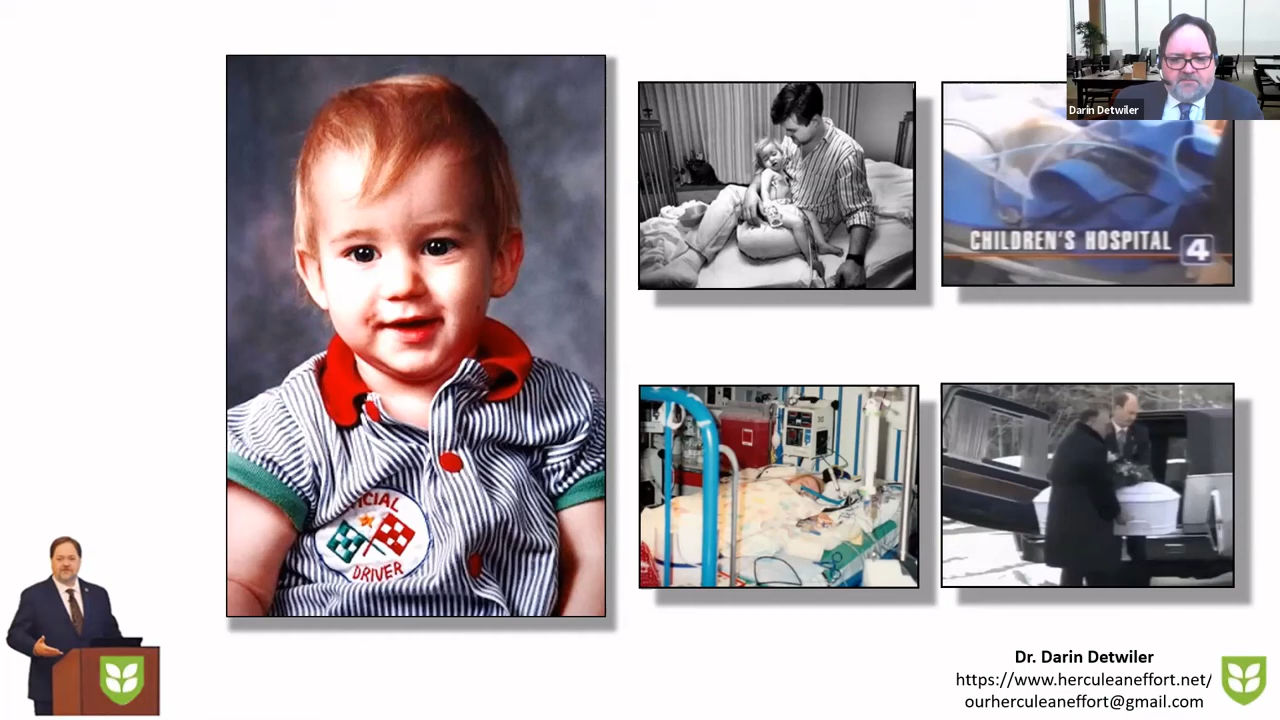 Darin Detwiler
CHILDREN'S HOSPITAL
4
DRIVER
Dr. Darin Detwiler
https://www.herculeaneffort.net/
ourherculeaneffort@gmail.com